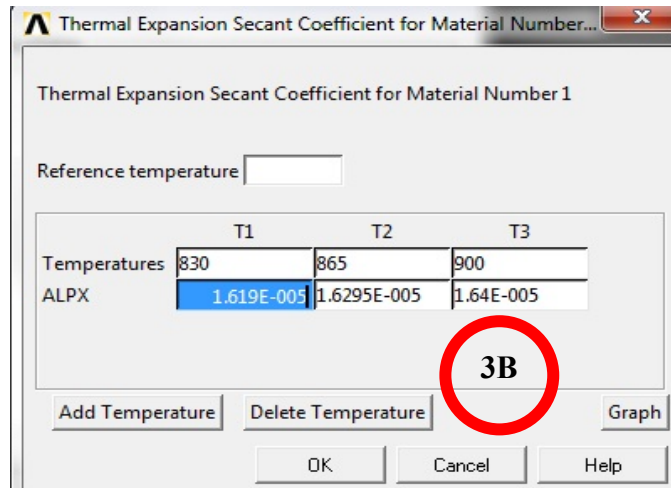 Thermal Expansion Secant Coefficient for Material Number...
Thermal Expansion Secant Coefficient for Material Number 1
Reference temperature
T1 T2 T3
Temperatures 830 865 900
ALPX 1.619E-005 1.6295E-005 1.64E-005
3B
Add Temperature Delete Temperature Graph
OK Cancel Help